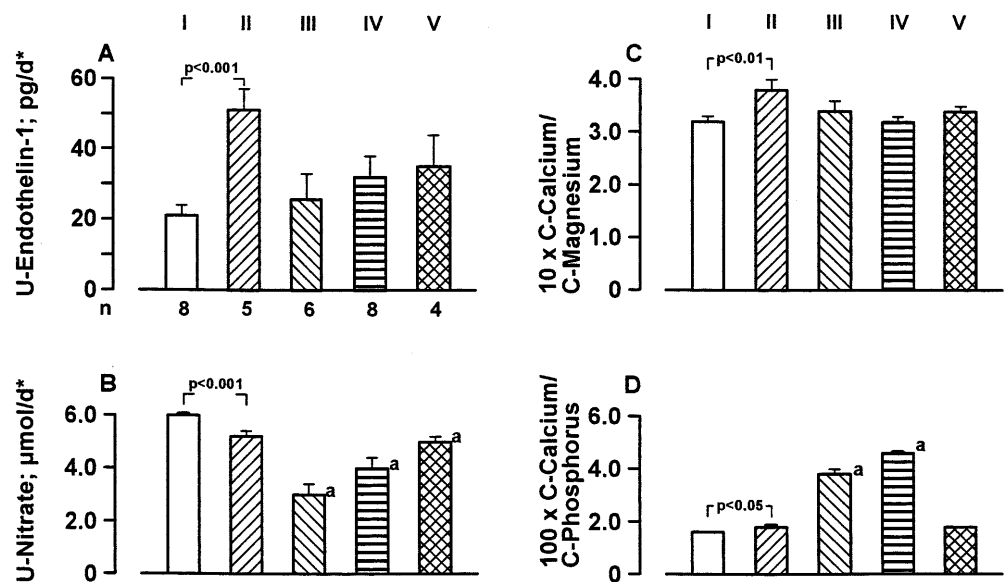 I II III IV V
A
p<0.001
U-Endothelin-1; pg/d*
60
40
20
0
n 8 5 6 8 4
B
p<0.001
U-Nitrate; µmol/d*
6.0
4.0
2.0
0
a
a
a
I II III IV V
C
p<0.01
10 x C-Calcium/
C-Magnesium
4.0
3.0
2.0
1.0
0
D
100 x C-Calcium/
C-Phosphorus
6.0
4.0
2.0
0
p<0.05
a
a